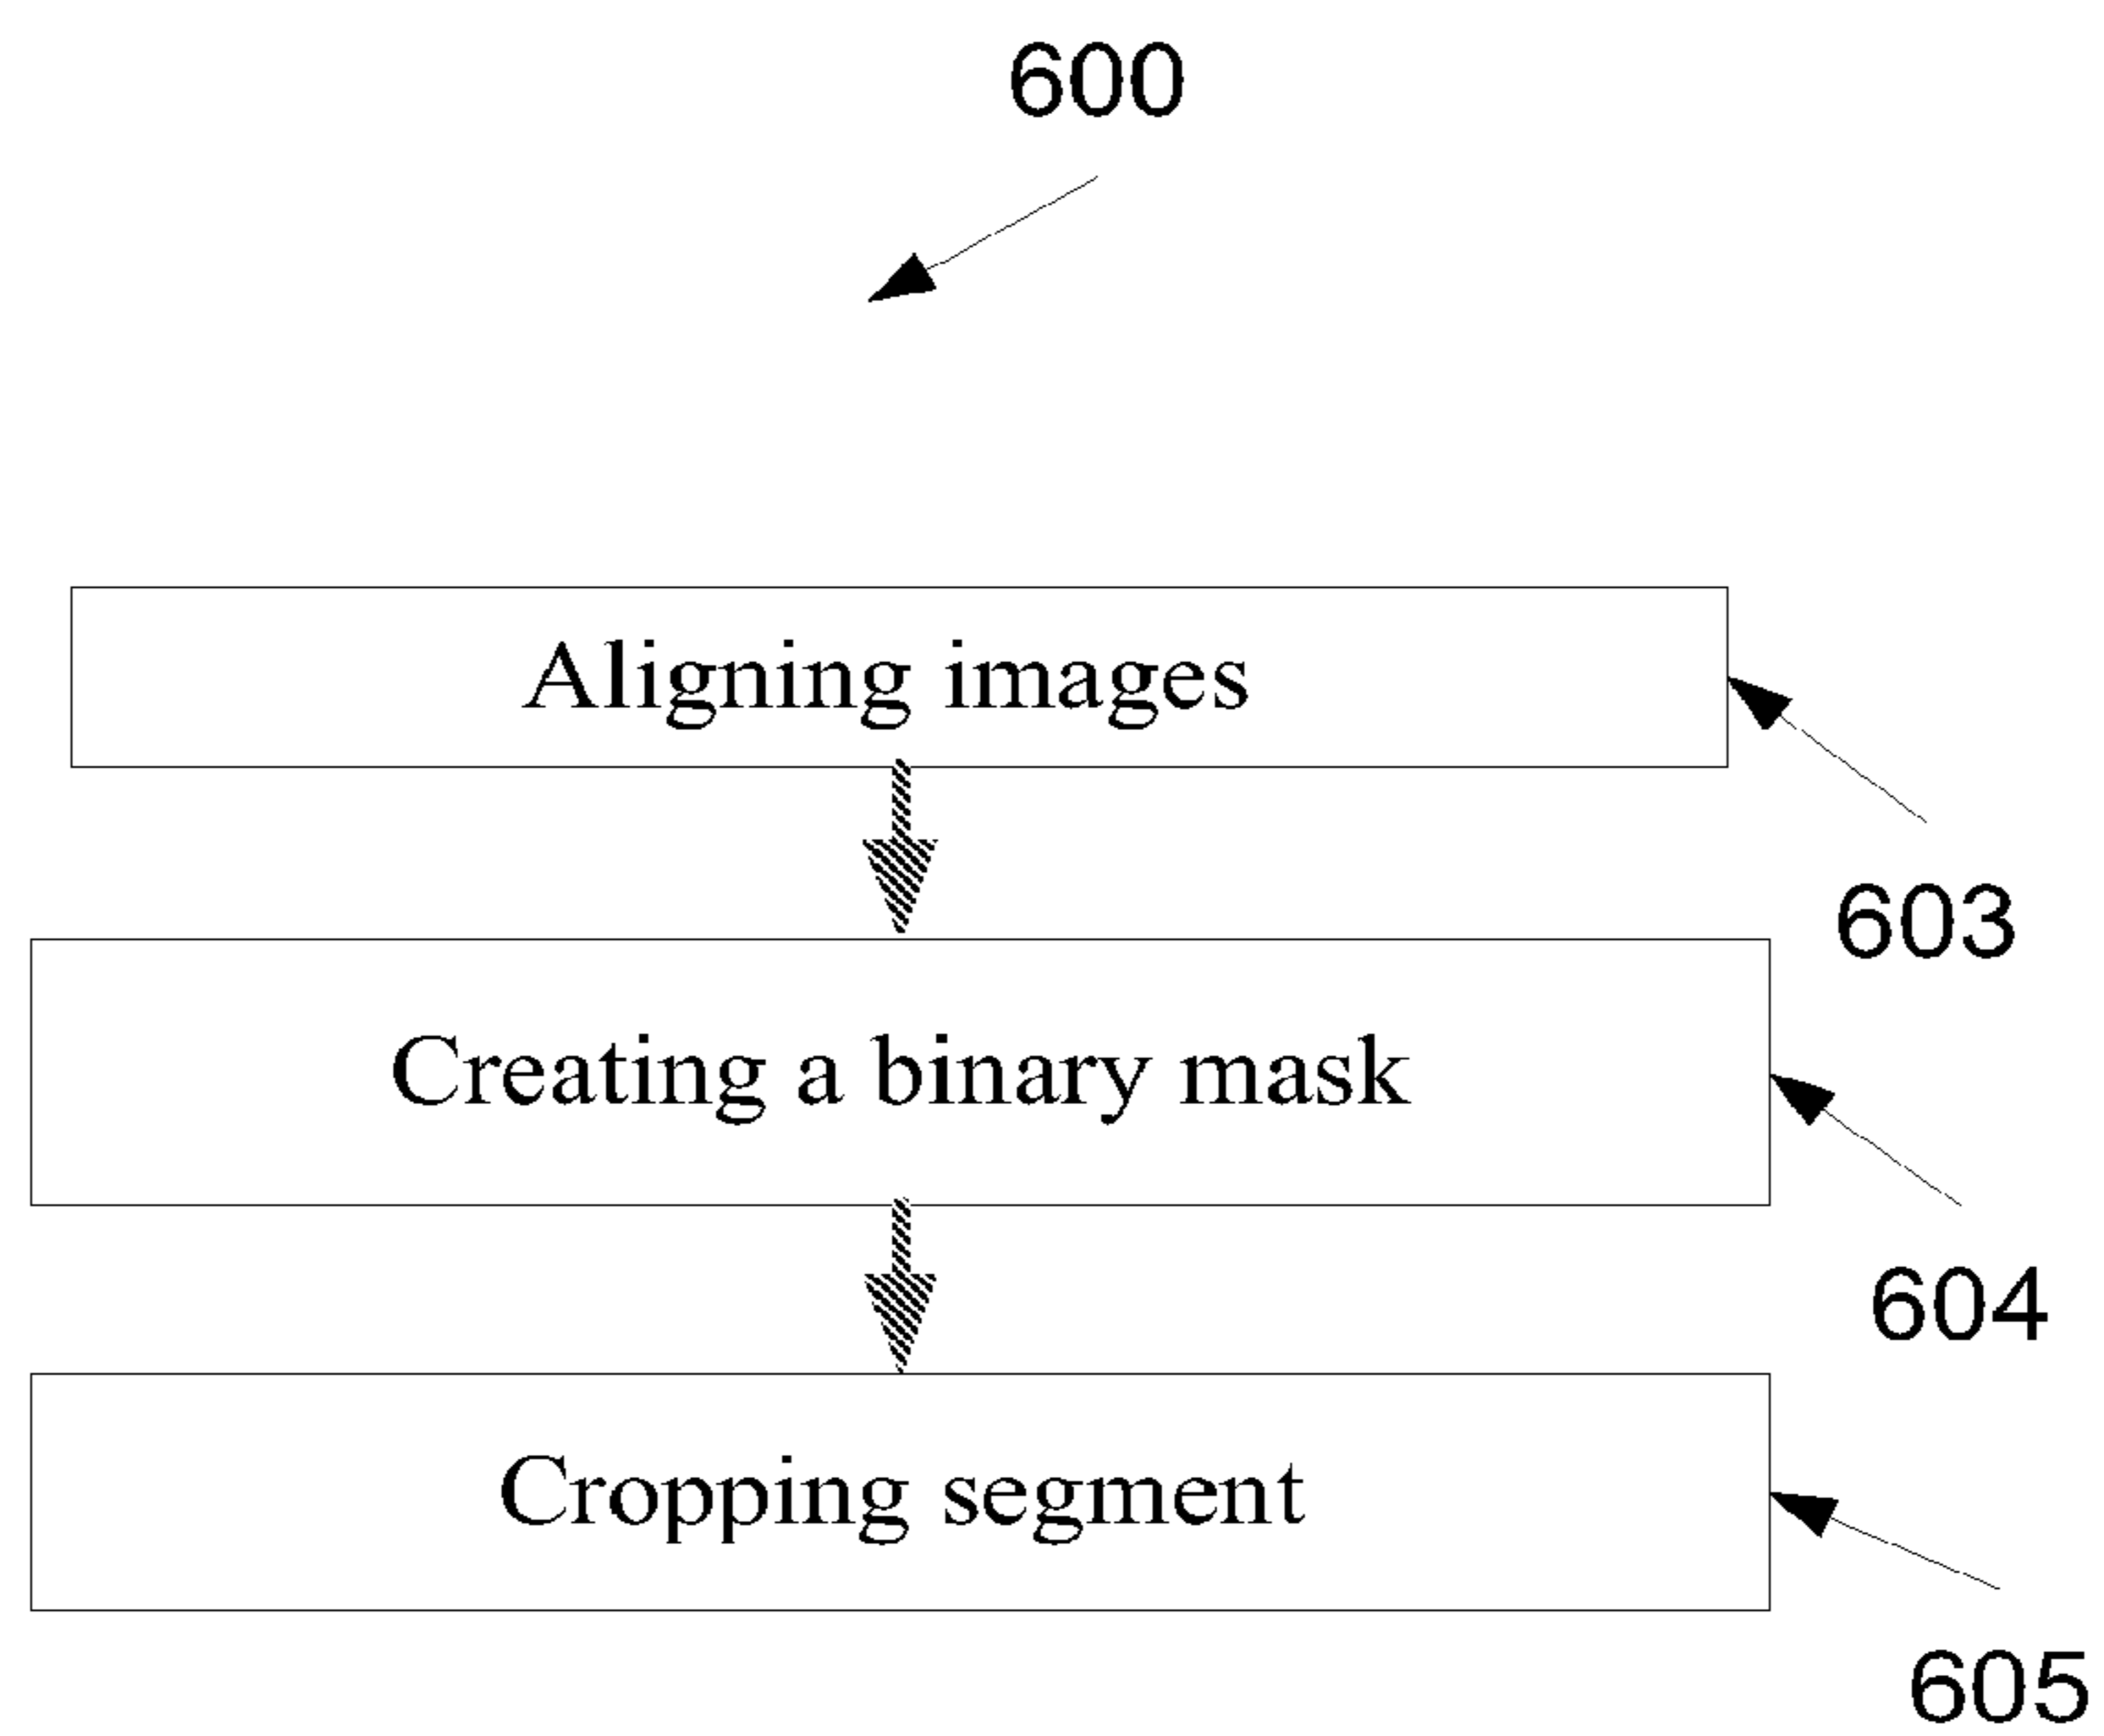 600
Aligning images
603
Creating a binary mask
604
Cropping segment
605